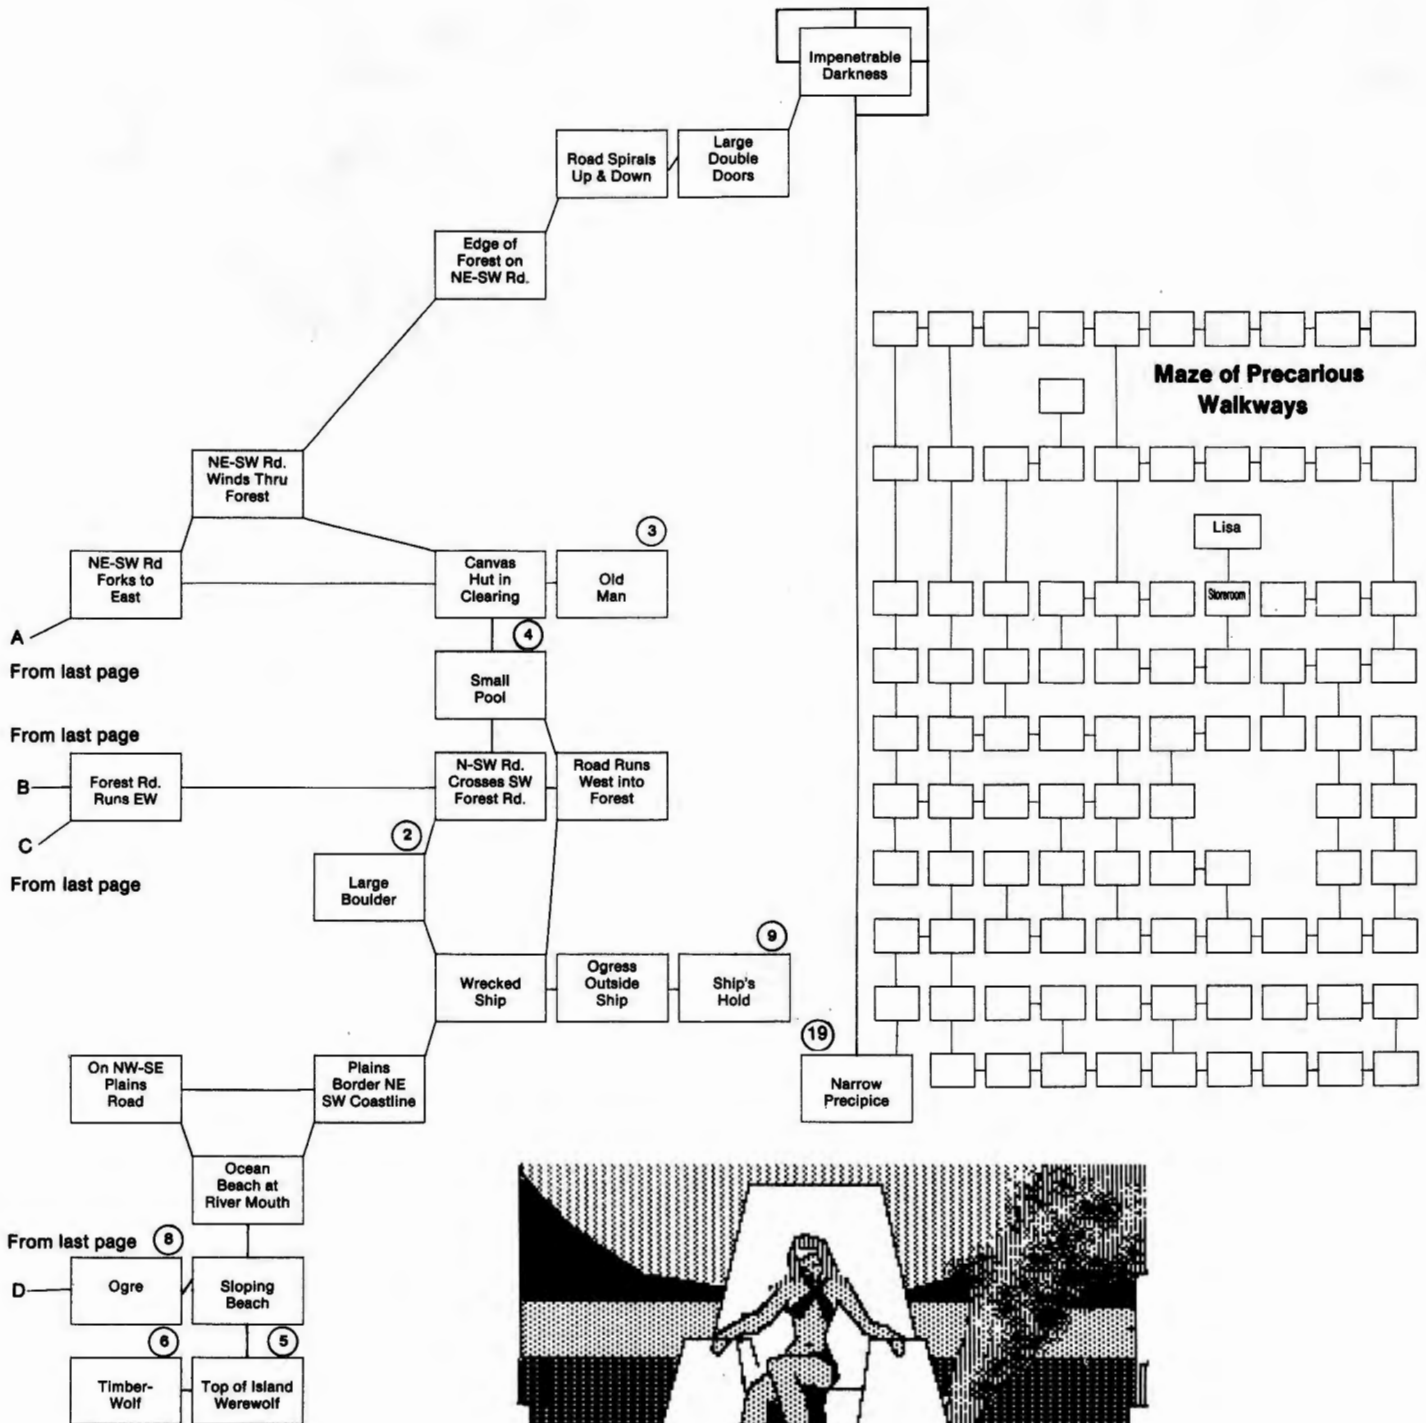 Impenetrable
Darkness
Road Spirals
Up & Down
Large
Double
Doors
Edge of
Forest on
NE-SW Rd.
Maze of Precarious
Walkways
NE-SW Rd.
Winds Thru
Forest
Lisa
Storeroom
3
NE-SW Rd
Forks to
East
Canvas
Hut in
Clearing
Old
Man
A
From last page
4
Small
Pool
From last page
B
Forest Rd.
Runs EW
N-SW Rd.
Crosses SW
Forest Rd.
Road Runs
West into
Forest
C
From last page
2
Large
Boulder
9
Wrecked
Ship
Ogress
Outside
Ship
Ship's
Hold
19
Narrow
Precipice
On NW-SE
Plains
Road
Plains
Border NE
SW Coastline
Ocean
Beach at
River Mouth
From last page
8
D
Ogre
Sloping
Beach
6
5
Timber-
Wolf
Top of Island
Werewolf